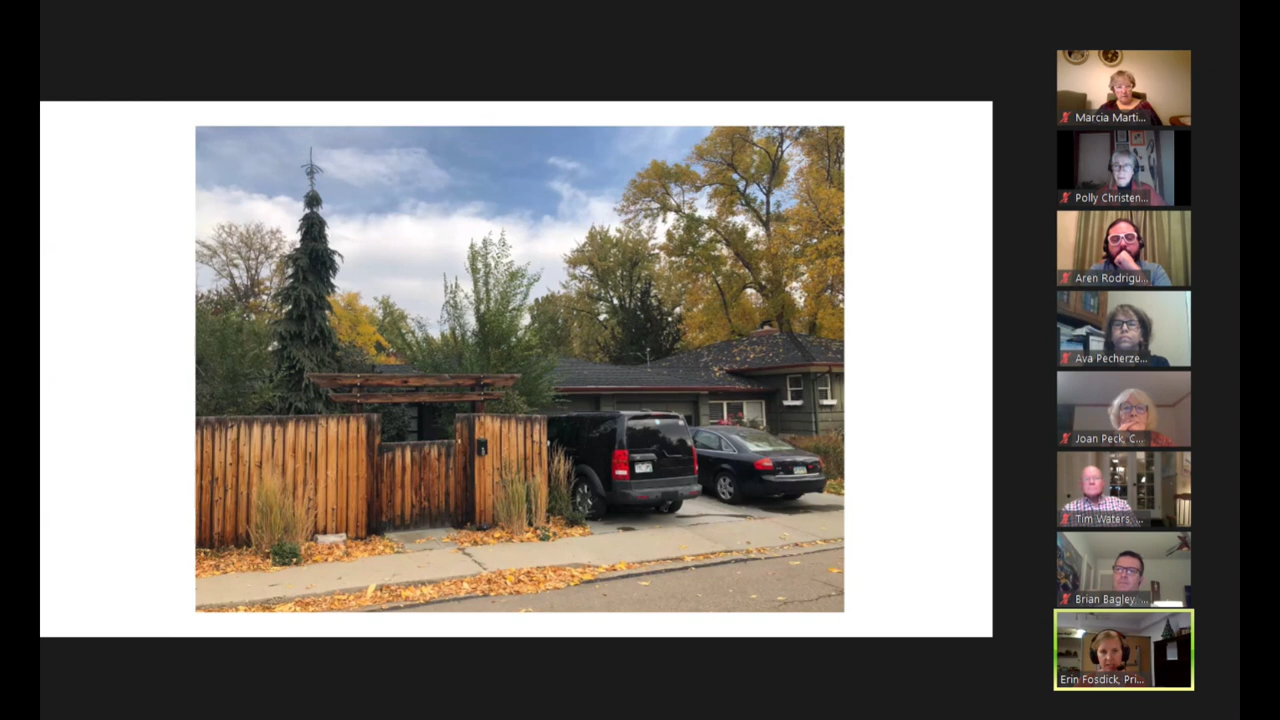 Marcia Marti...
Polly Christen...
Aren Rodrigu...
Ava Pecherze...
Joan Peck, C...
Tim Waters ...
Brian Bagley, ...
Erin Fosdick, Pri...